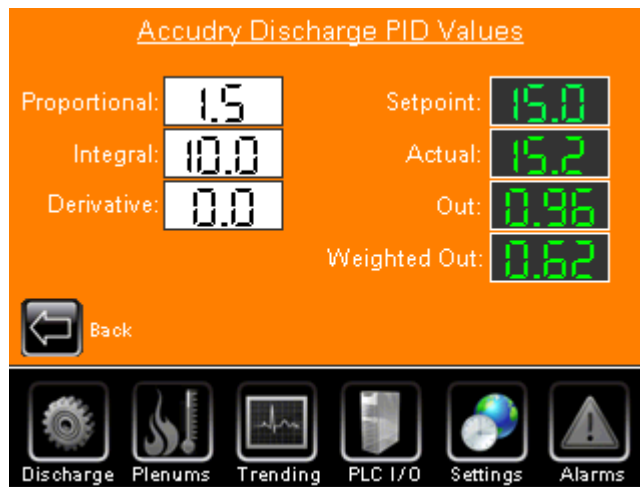 Accudry Discharge PID Values
Proportional: 1.5 Setpoint: 15.0
Integral: 10.0 Actual: 15.2
Derivative: 0.0 Out: 0.96
Weighted Out: 0.62
Back
Discharge Plenums Trending PLC I/O Settings Alarms